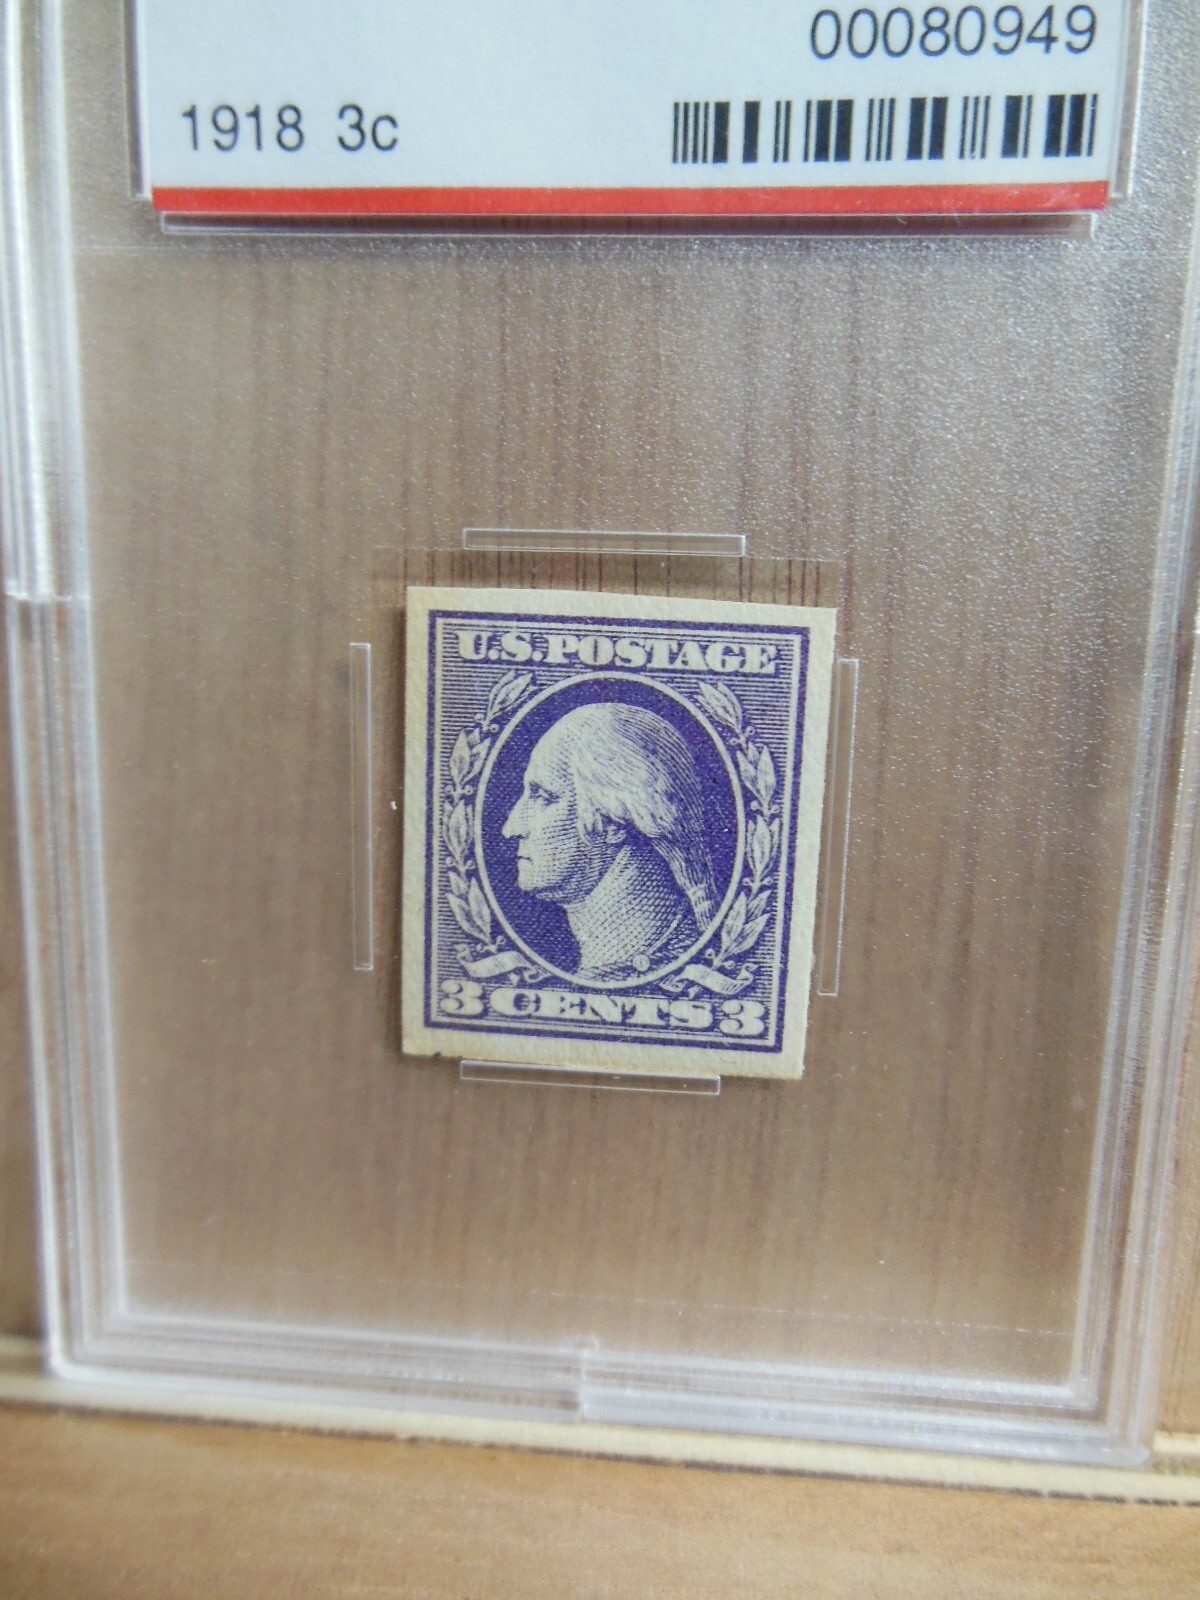 00080949
1918 3c
U.S.POSTAGE
3 CENTS 3